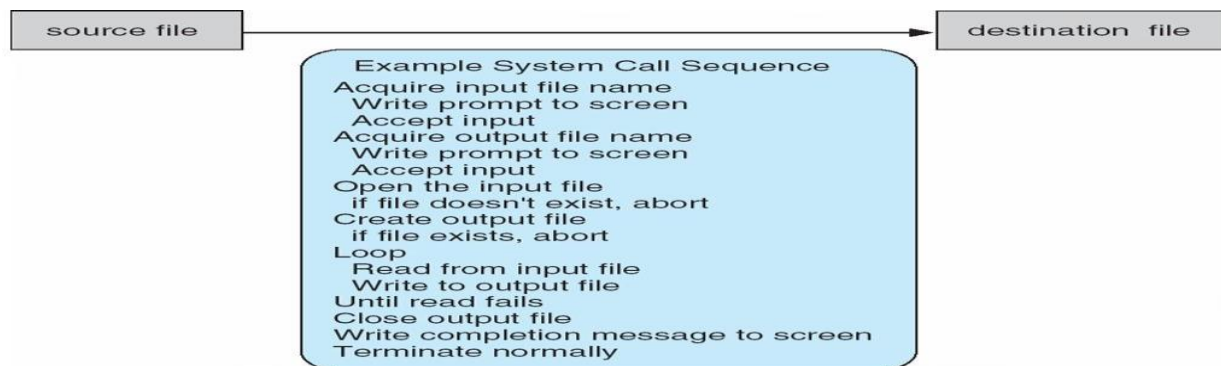 source file
destination file
Example System Call Sequence
Acquire input file name
Write prompt to screen
Accept input
Acquire output file name
Write prompt to screen
Accept input
Open the input file
if file doesn't exist, abort
Create output file
if file exists, abort
Loop
Read from input file
Write to output file
Until read fails
Close output file
Write completion message to screen
Terminate normally